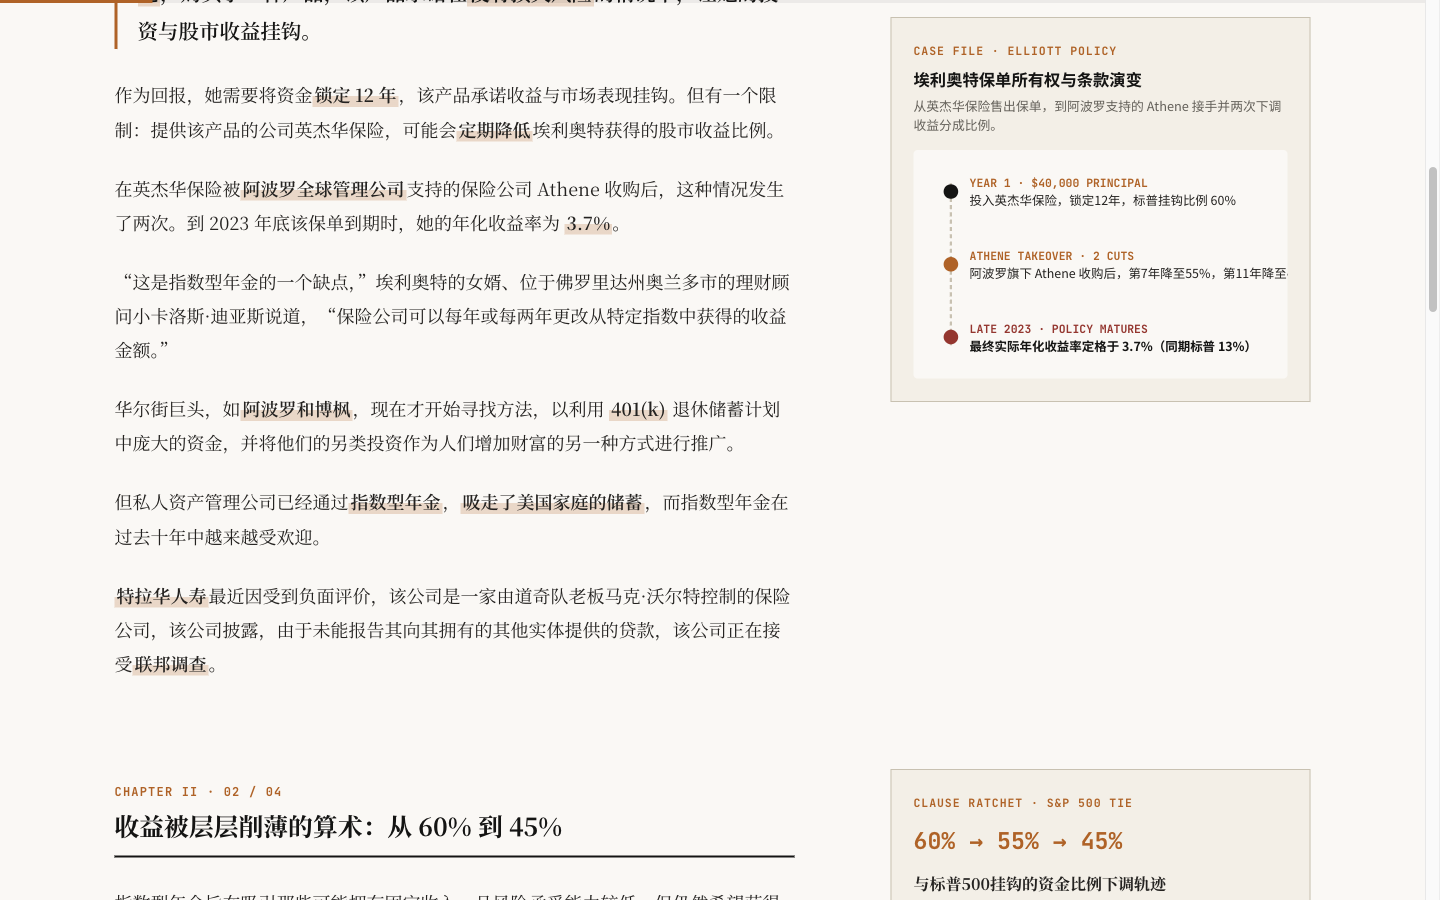 资与股市收益挂钩。
作为回报，她需要将资金锁定 12 年，该产品承诺收益与市场表现挂钩。但有一个限
制：提供该产品的公司英杰华保险，可能会定期降低埃利奥特获得的股市收益比例。
在英杰华保险被阿波罗全球管理公司支持的保险公司 Athene 收购后，这种情况发生
了两次。到 2023 年底该保单到期时，她的年化收益率为 3.7%。
“这是指数型年金的一个缺点，”埃利奥特的女婿、位于佛罗里达州奥兰多市的理财顾
问小卡洛斯·迪亚斯说道，“保险公司可以每年或每两年更改从特定指数中获得的收益
金额。”
华尔街巨头，如阿波罗和博枫，现在才开始寻找方法，以利用 401(k) 退休储蓄计划
中庞大的资金，并将他们的另类投资作为人们增加财富的另一种方式进行推广。
但私人资产管理公司已经通过指数型年金，吸走了美国家庭的储蓄，而指数型年金在
过去十年中越来越受欢迎。
特拉华人寿最近因受到负面评价，该公司是一家由道奇队老板马克·沃尔特控制的保险
公司，该公司披露，由于未能报告其向其拥有的其他实体提供的贷款，该公司正在接
受联邦调查。
CHAPTER II · 02 / 04
收益被层层削薄的算术：从 60% 到 45%
CASE FILE · ELLIOTT POLICY
埃利奥特保单所有权与条款演变
从英杰华保险售出保单，到阿波罗支持的 Athene 接手并两次下调
收益分成比例。
YEAR 1 · $40,000 PRINCIPAL
投入英杰华保险，锁定12年，标普挂钩比例 60%
ATHENE TAKEOVER · 2 CUTS
阿波罗旗下 Athene 收购后，第7年降至55%，第11年降至
LATE 2023 · POLICY MATURES
最终实际年化收益率定格于 3.7%（同期标普 13%）
CLAUSE RATCHET · S&P 500 TIE
60% → 55% → 45%
与标普500挂钩的资金比例下调轨迹